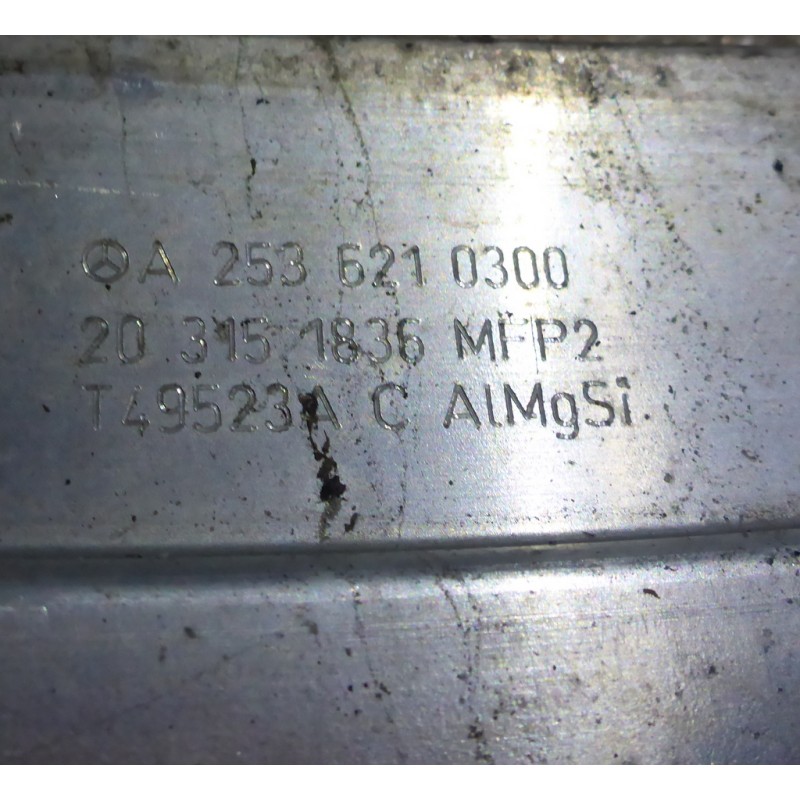 A 253 621 0300
20 315 1836 MFP2
T49523A C AlMgSi